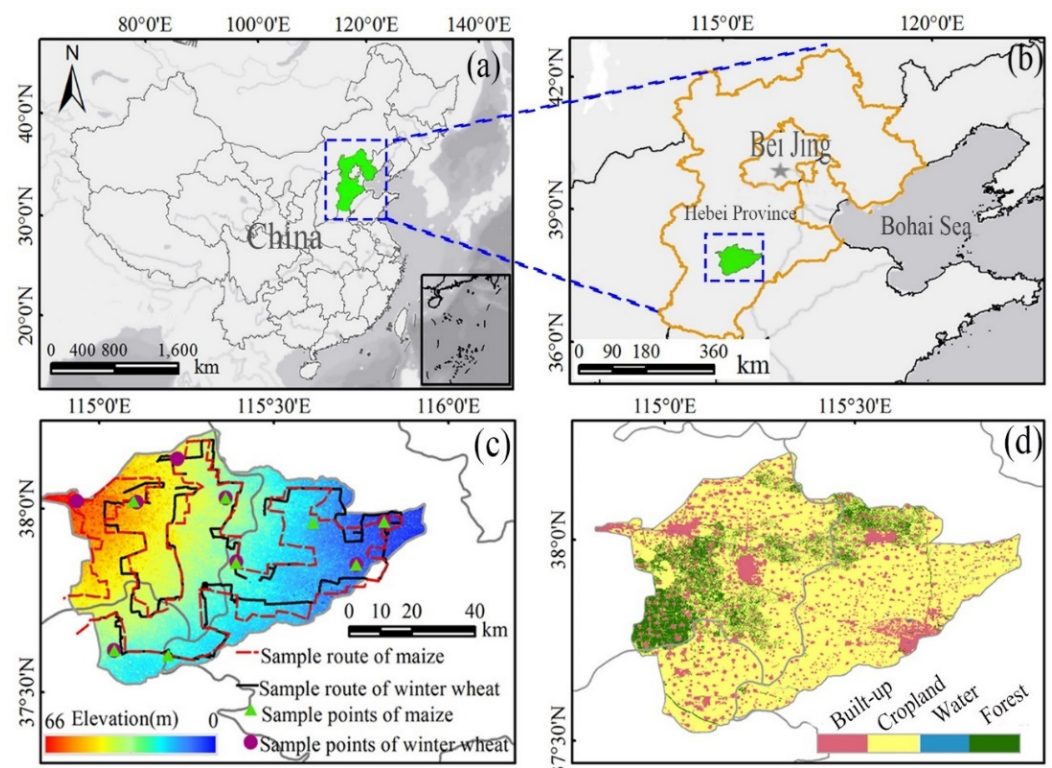 80°0'E 100°0'E 120°0'E 140°0'E
N
(a)
40°0'N
30°0'N
20°0'N
China
0 400 800 1,600
km
115°0'E 120°0'E
(b)
42°0'N
39°0'N
36°0'N
Bei Jing
Hebei Province
Bohai Sea
0 90 180 360
km
115°0'E 115°30'E 116°0'E
(c)
38°0'N
37°30'N
0 10 20 40
km
Sample route of maize
Sample route of winter wheat
Sample points of maize
Sample points of winter wheat
66 Elevation(m) 0
115°0'E 115°30'E
(d)
38°0'N
37°30'N
Built-up
Cropland
Water
Forest